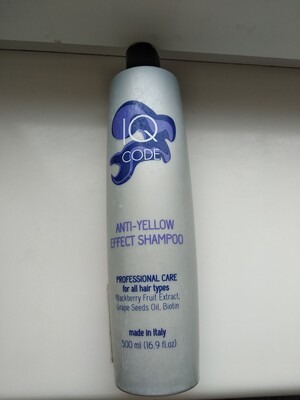 IQ
CODE
ANTI-YELLOW
EFFECT SHAMPOO
PROFESSIONAL CARE
for all hair types
Blackberry Fruit Extract,
Grape Seeds Oil, Biotin
made in Italy
500 ml (16.9 fl.oz)